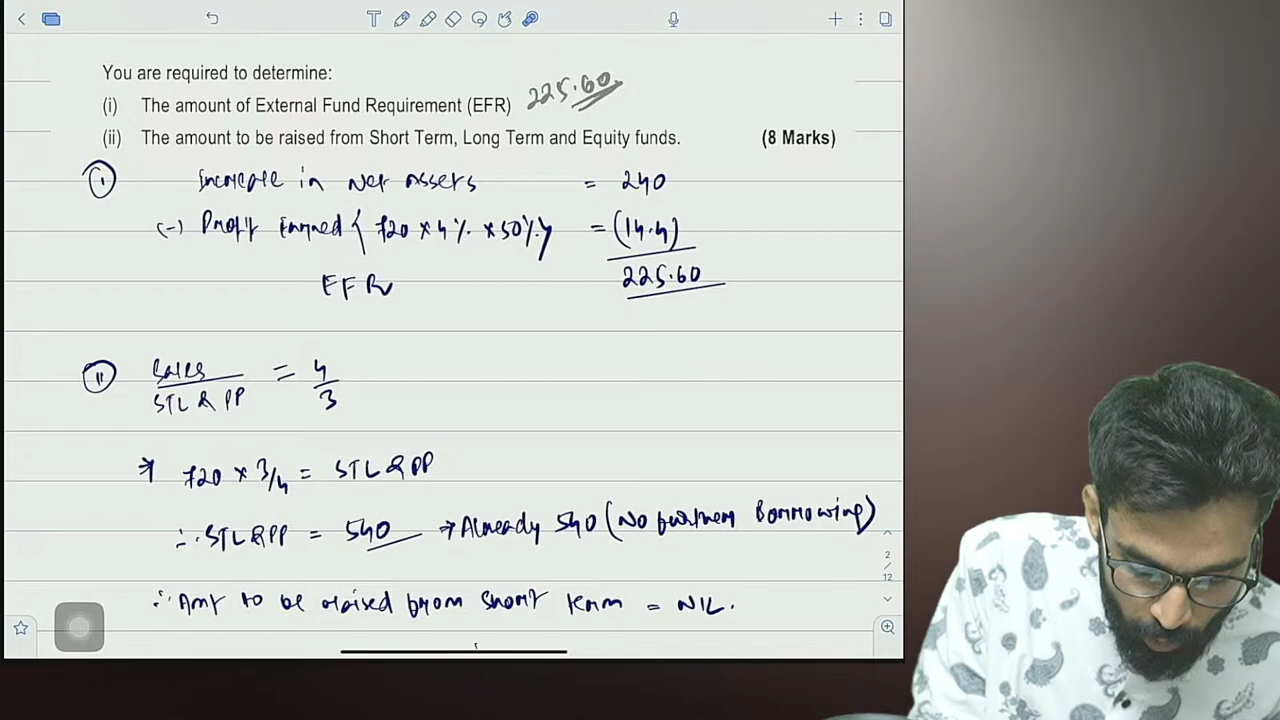 You are required to determine:
(i) The amount of External Fund Requirement (EFR) 225.60
(ii) The amount to be raised from Short Term, Long Term and Equity funds. (8 Marks)
(i) Increase in Net Assets = 240
(-) Profit Earned { 720 × 4% × 50% } = (14.4)
EFR 225.60
(ii) Sales / STL & PP = 4/3
⇒ 720 × 3/4 = STL & PP
∴ STL & PP = 540 → Already 540 (No further Borrowing)
2
/
12
∴ Amt to be raised from Short Term = NIL.